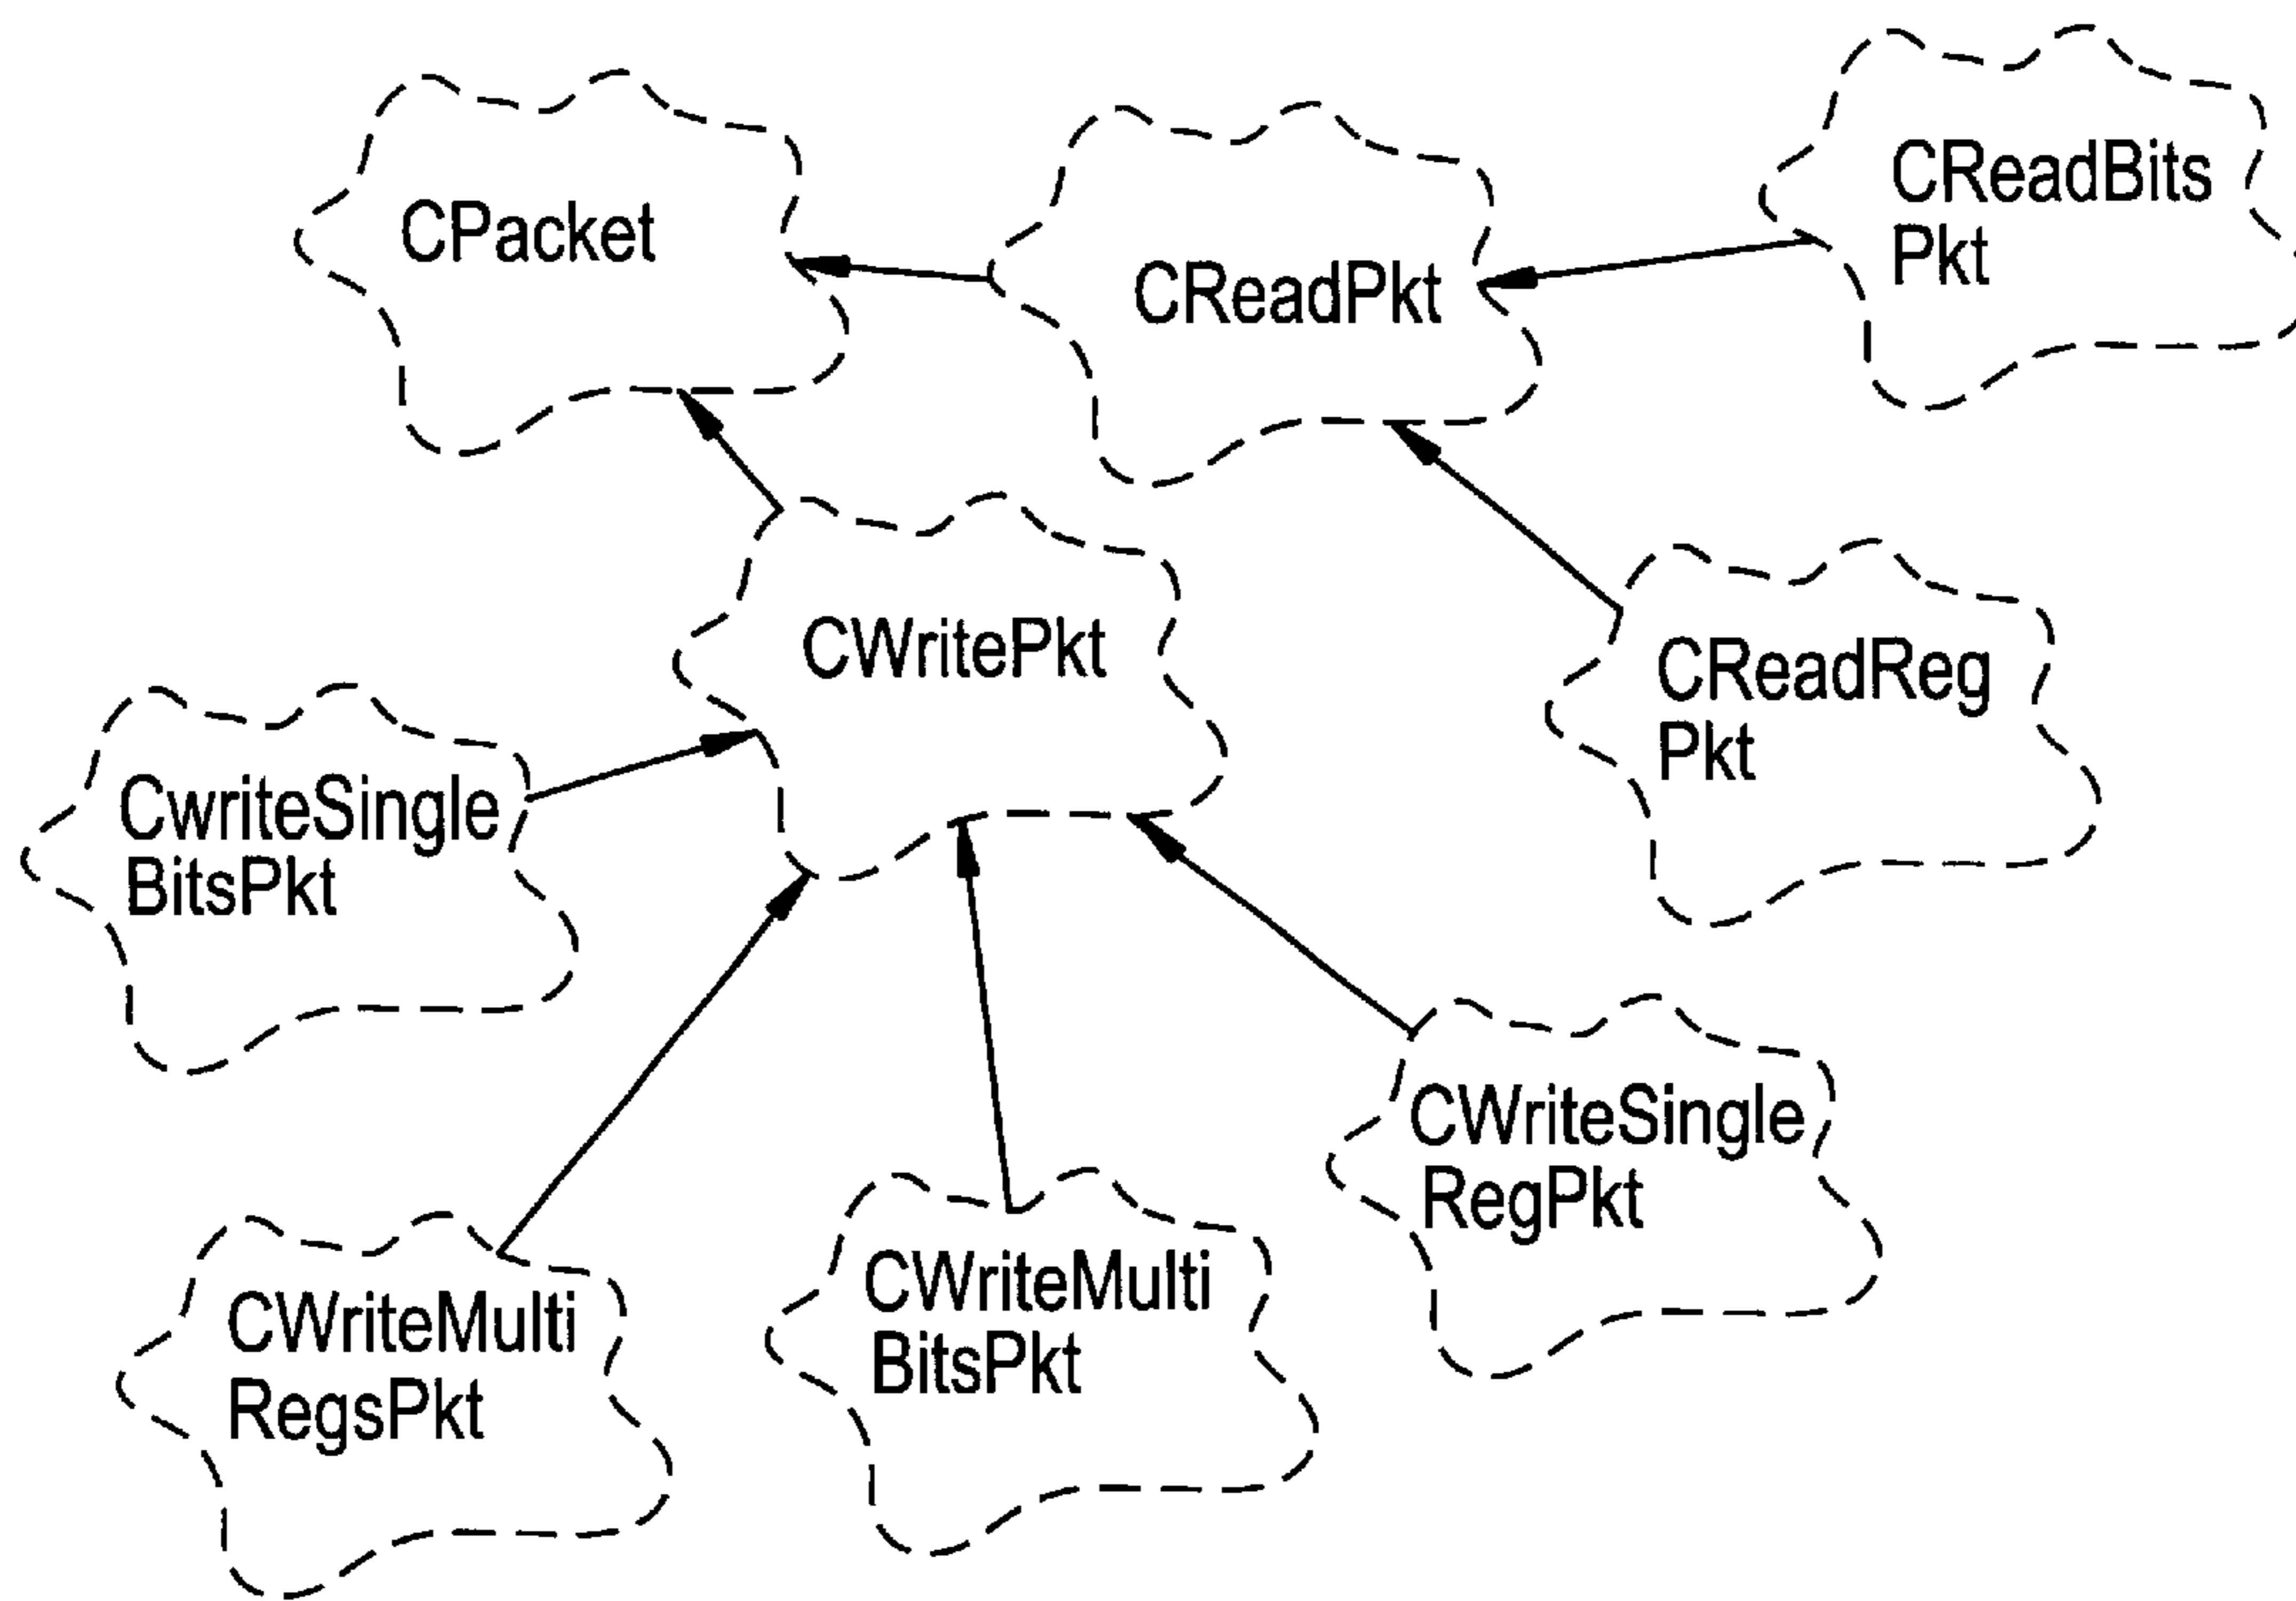 CPacket
CReadPkt
CReadBits
Pkt
CWritePkt
CReadReg
Pkt
CwriteSingle
BitsPkt
CWriteSingle
RegPkt
CWriteMulti
BitsPkt
CWriteMulti
RegsPkt